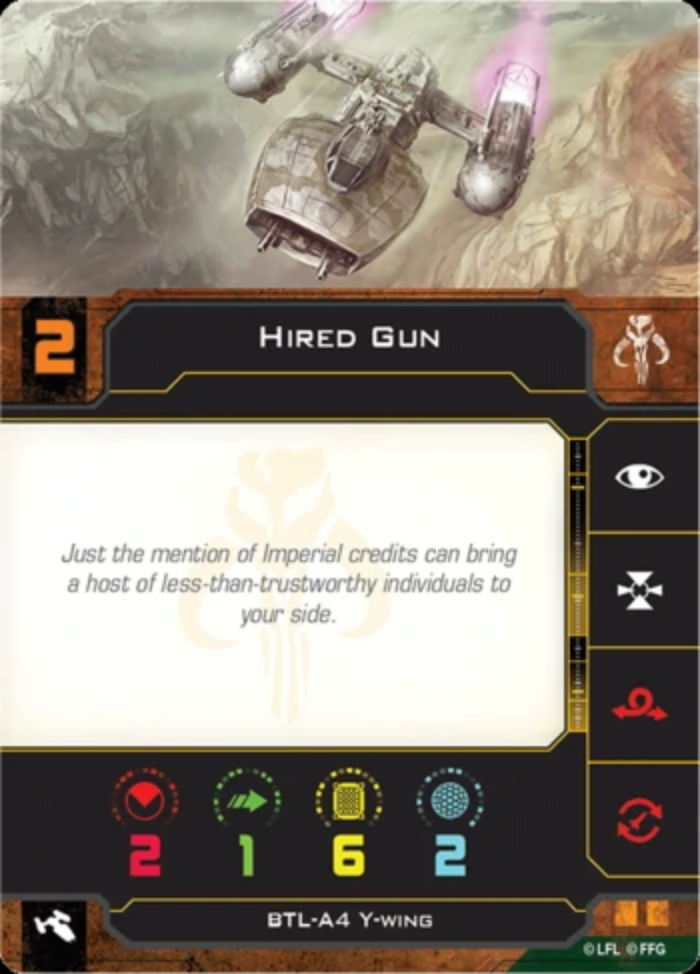 2
Hired Gun
Just the mention of Imperial credits can bring
a host of less-than-trustworthy individuals to
your side.
2 1 6 2
BTL-A4 Y-wing
©LFL ©FFG